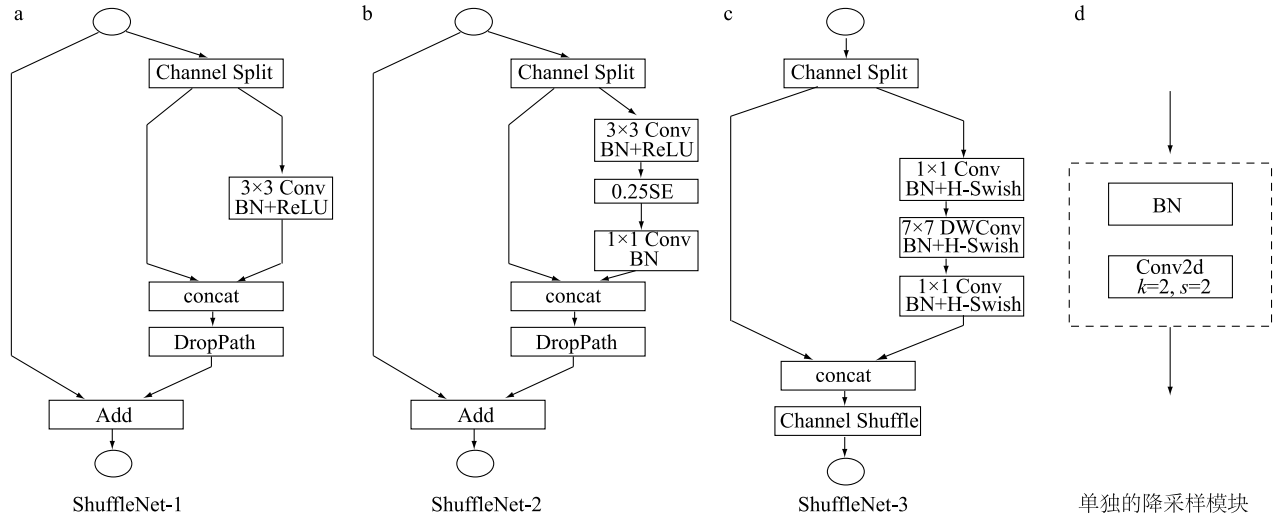 a
Channel Split
3×3 Conv
BN+ReLU
concat
DropPath
Add
ShuffleNet-1
b
Channel Split
3×3 Conv
BN+ReLU
0.25SE
1×1 Conv
BN
concat
DropPath
Add
ShuffleNet-2
c
Channel Split
1×1 Conv
BN+H-Swish
7×7 DWConv
BN+H-Swish
1×1 Conv
BN+H-Swish
concat
Channel Shuffle
ShuffleNet-3
d
BN
Conv2d
k=2, s=2
单独的降采样模块